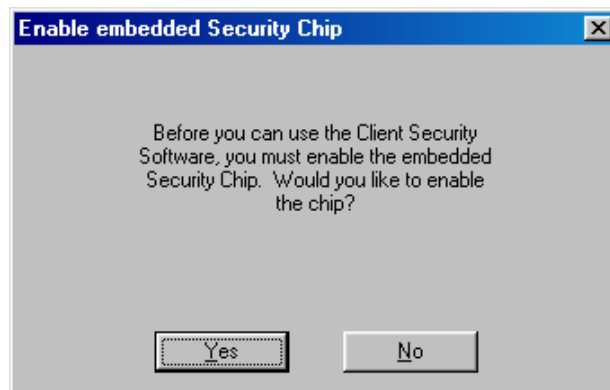 Enable embedded Security Chip
Before you can use the Client Security
Software, you must enable the embedded
Security Chip. Would you like to enable
the chip?
Yes
No